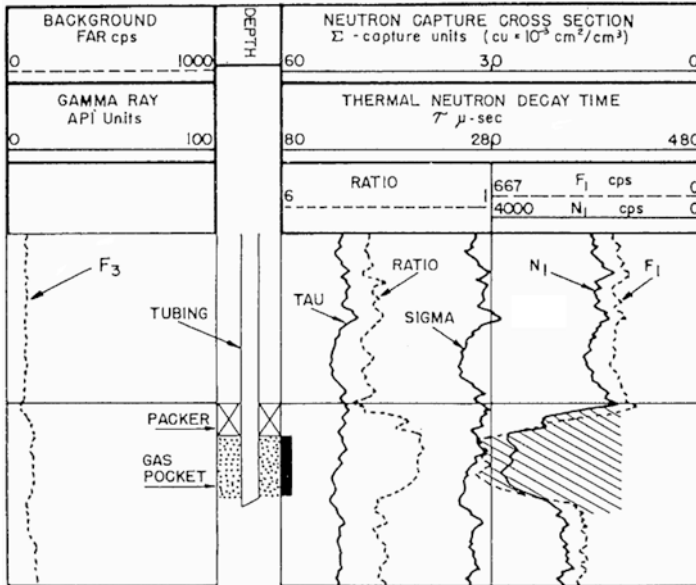 BACKGROUND
FAR cps
0 1000
DEPTH
NEUTRON CAPTURE CROSS SECTION
Σ - capture units (cu = 10⁻³ cm²/cm³)
60 30 0
GAMMA RAY
API Units
0 100
THERMAL NEUTRON DECAY TIME
τ μ-sec
80 280 480
RATIO
6 1
667 F₁ cps 0
4000 N₁ cps 0
F₃
TUBING
TAU
RATIO
SIGMA
N₁
F₁
PACKER
GAS
POCKET